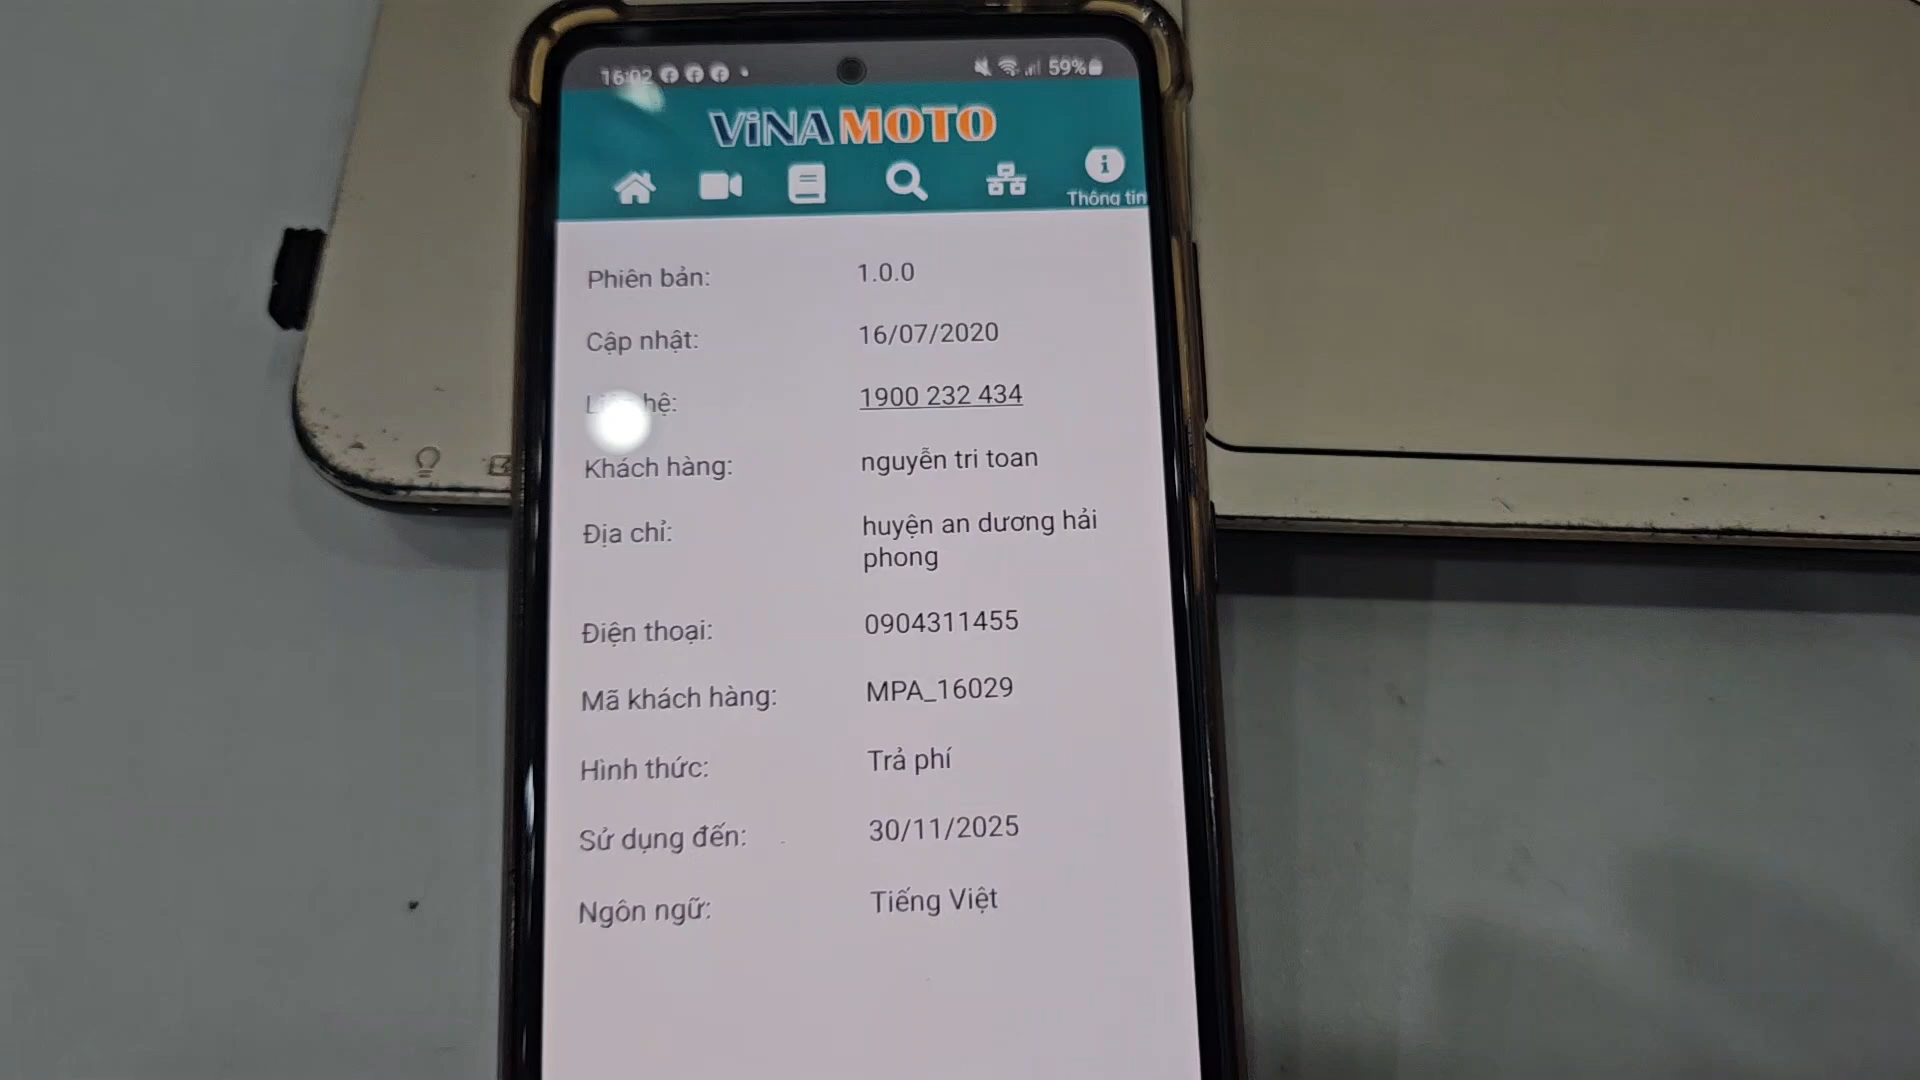 16:02 59%
ViNA MOTO
Thông tin
Phiên bản: 1.0.0
Cập nhật: 16/07/2020
hệ: 1900 232 434
Khách hàng: nguyễn tri toan
Địa chỉ: huyện an dương hải
phong
Điện thoại: 0904311455
Mã khách hàng: MPA_16029
Hình thức: Trả phí
Sử dụng đến: 30/11/2025
Ngôn ngữ: Tiếng Việt